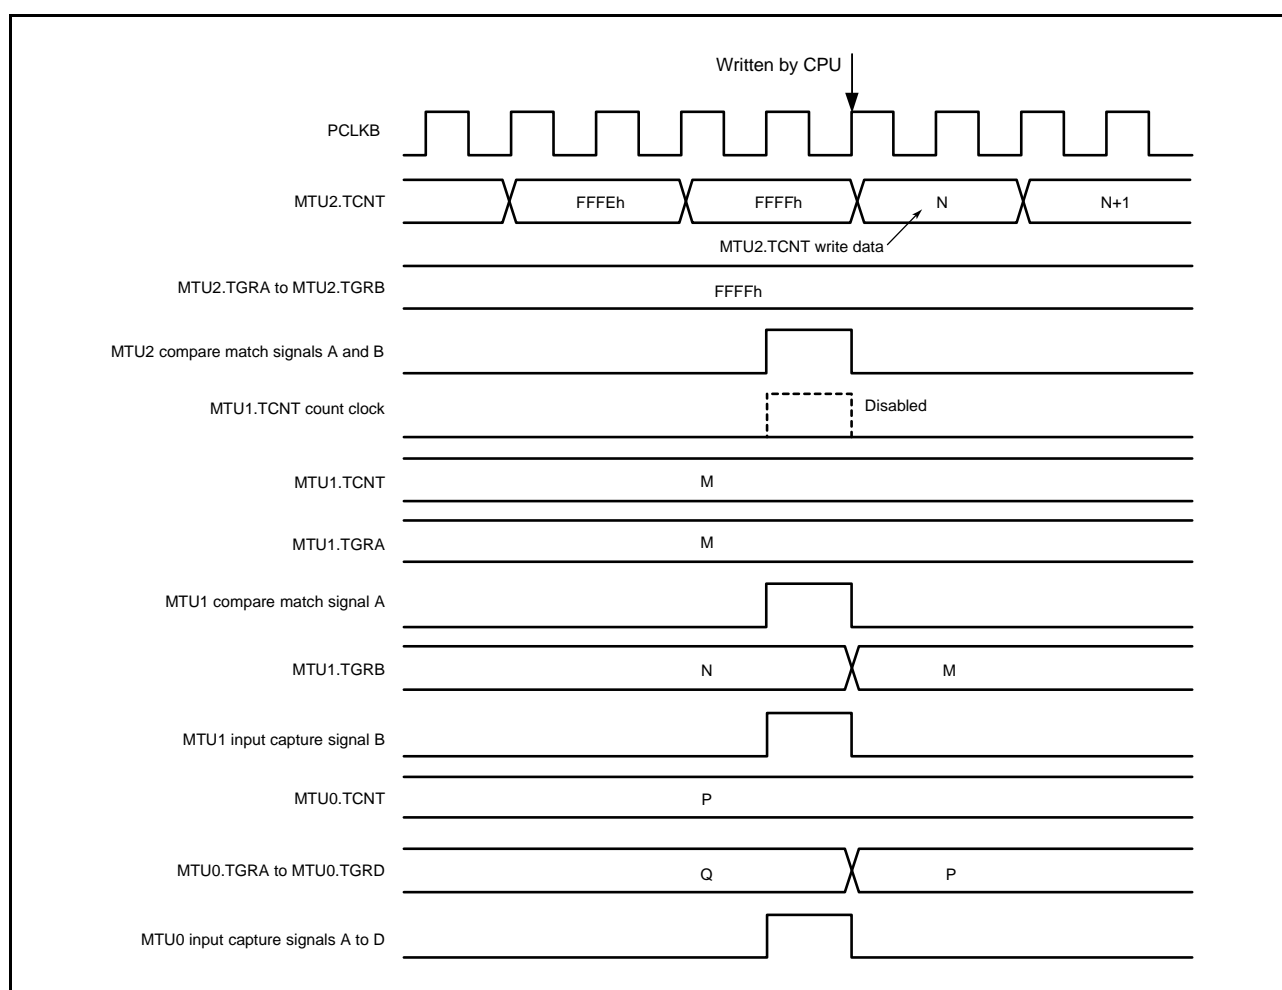 Written by CPU
PCLKB
MTU2.TCNT FFFEh FFFFh N N+1
MTU2.TCNT write data
MTU2.TGRA to MTU2.TGRB FFFFh
MTU2 compare match signals A and B
MTU1.TCNT count clock Disabled
MTU1.TCNT M
MTU1.TGRA M
MTU1 compare match signal A
MTU1.TGRB N M
MTU1 input capture signal B
MTU0.TCNT P
MTU0.TGRA to MTU0.TGRD Q P
MTU0 input capture signals A to D